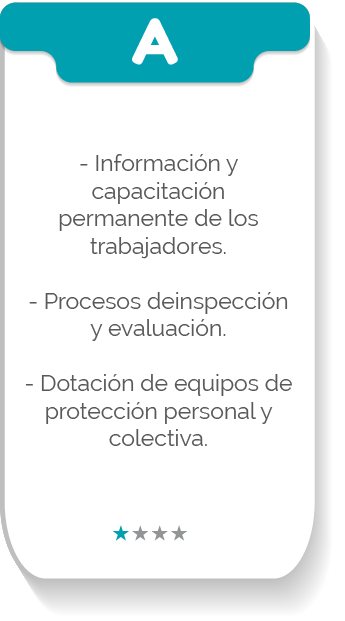 A
- Información y
capacitación
permanente de los
trabajadores.
- Procesos deinspección
y evaluación.
- Dotación de equipos de
protección personal y
colectiva.